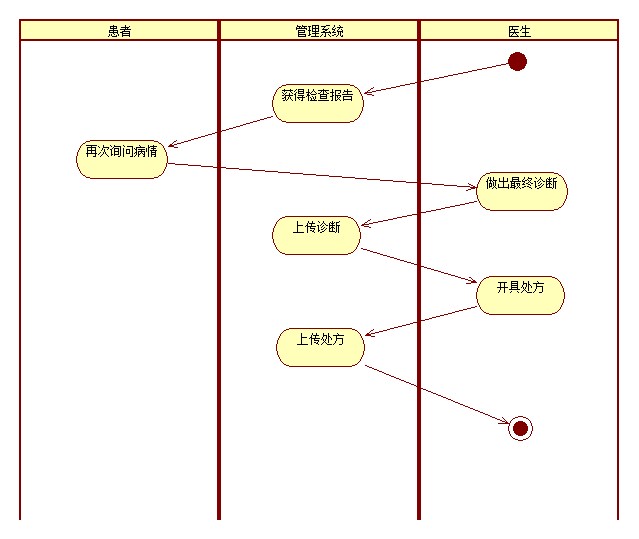 患者
管理系统
医生
获得检查报告
再次询问病情
做出最终诊断
上传诊断
开具处方
上传处方